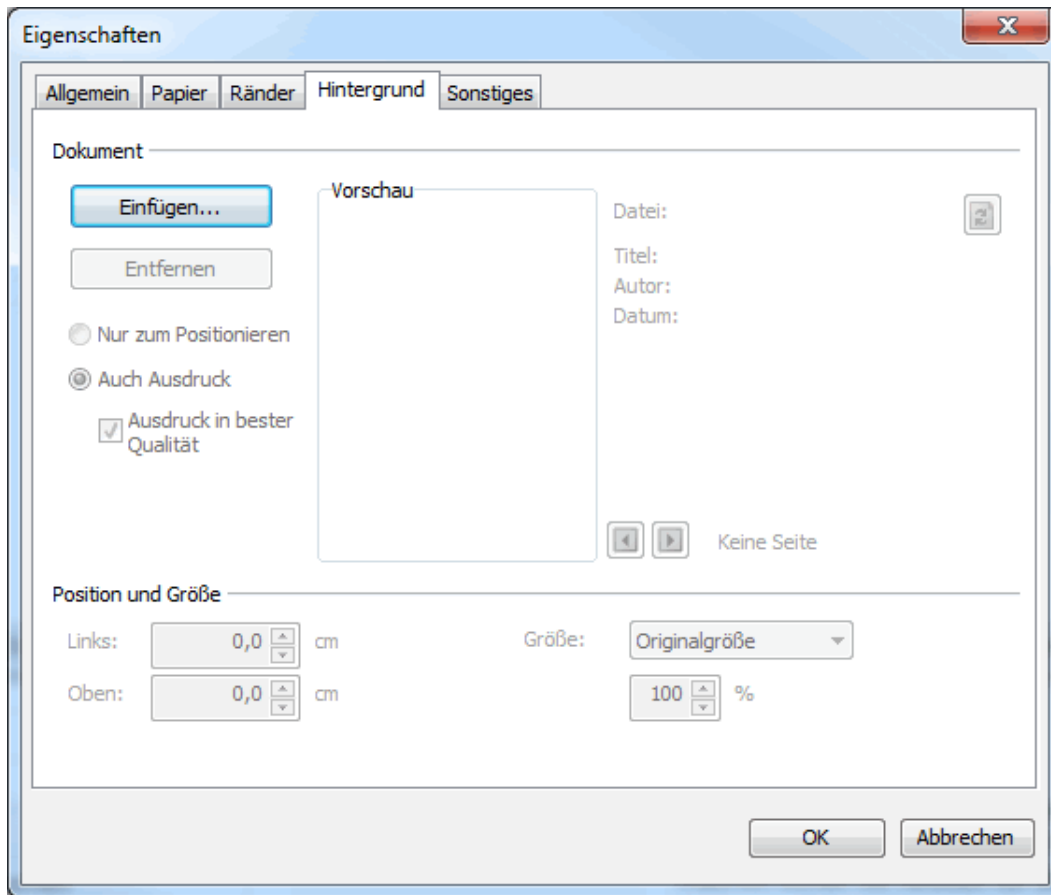 Eigenschaften
Allgemein Papier Ränder Hintergrund Sonstiges
Dokument
Einfügen...
Entfernen
Nur zum Positionieren
Auch Ausdruck
Ausdruck in bester
Qualität
Vorschau
Datei:
Titel:
Autor:
Datum:
Keine Seite
Position und Größe
Links: 0,0 cm Größe: Originalgröße
Oben: 0,0 cm 100 %
OK Abbrechen